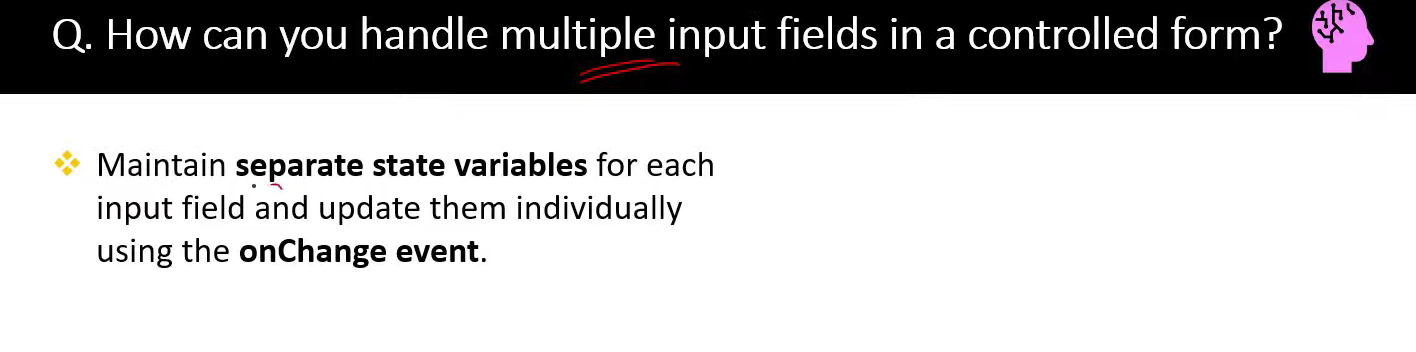 Q. How can you handle multiple input fields in a controlled form?
Maintain separate state variables for each
input field and update them individually
using the onChange event.